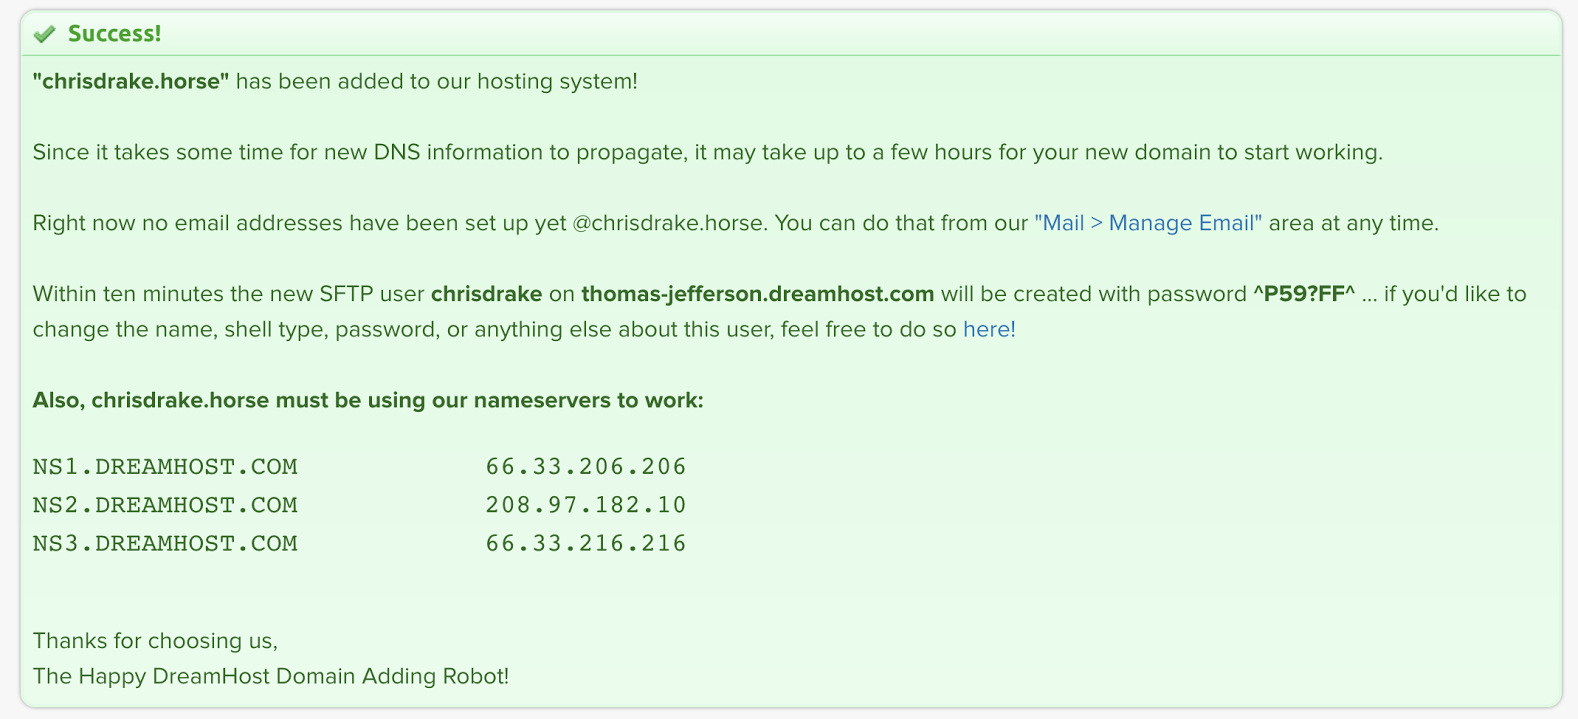 Success!
"chrisdrake.horse" has been added to our hosting system!
Since it takes some time for new DNS information to propagate, it may take up to a few hours for your new domain to start working.
Right now no email addresses have been set up yet @chrisdrake.horse. You can do that from our "Mail > Manage Email" area at any time.
Within ten minutes the new SFTP user chrisdrake on thomas-jefferson.dreamhost.com will be created with password ^P59?FF^ ... if you'd like to
change the name, shell type, password, or anything else about this user, feel free to do so here!
Also, chrisdrake.horse must be using our nameservers to work:
NS1.DREAMHOST.COM 66.33.206.206
NS2.DREAMHOST.COM 208.97.182.10
NS3.DREAMHOST.COM 66.33.216.216
Thanks for choosing us,
The Happy DreamHost Domain Adding Robot!